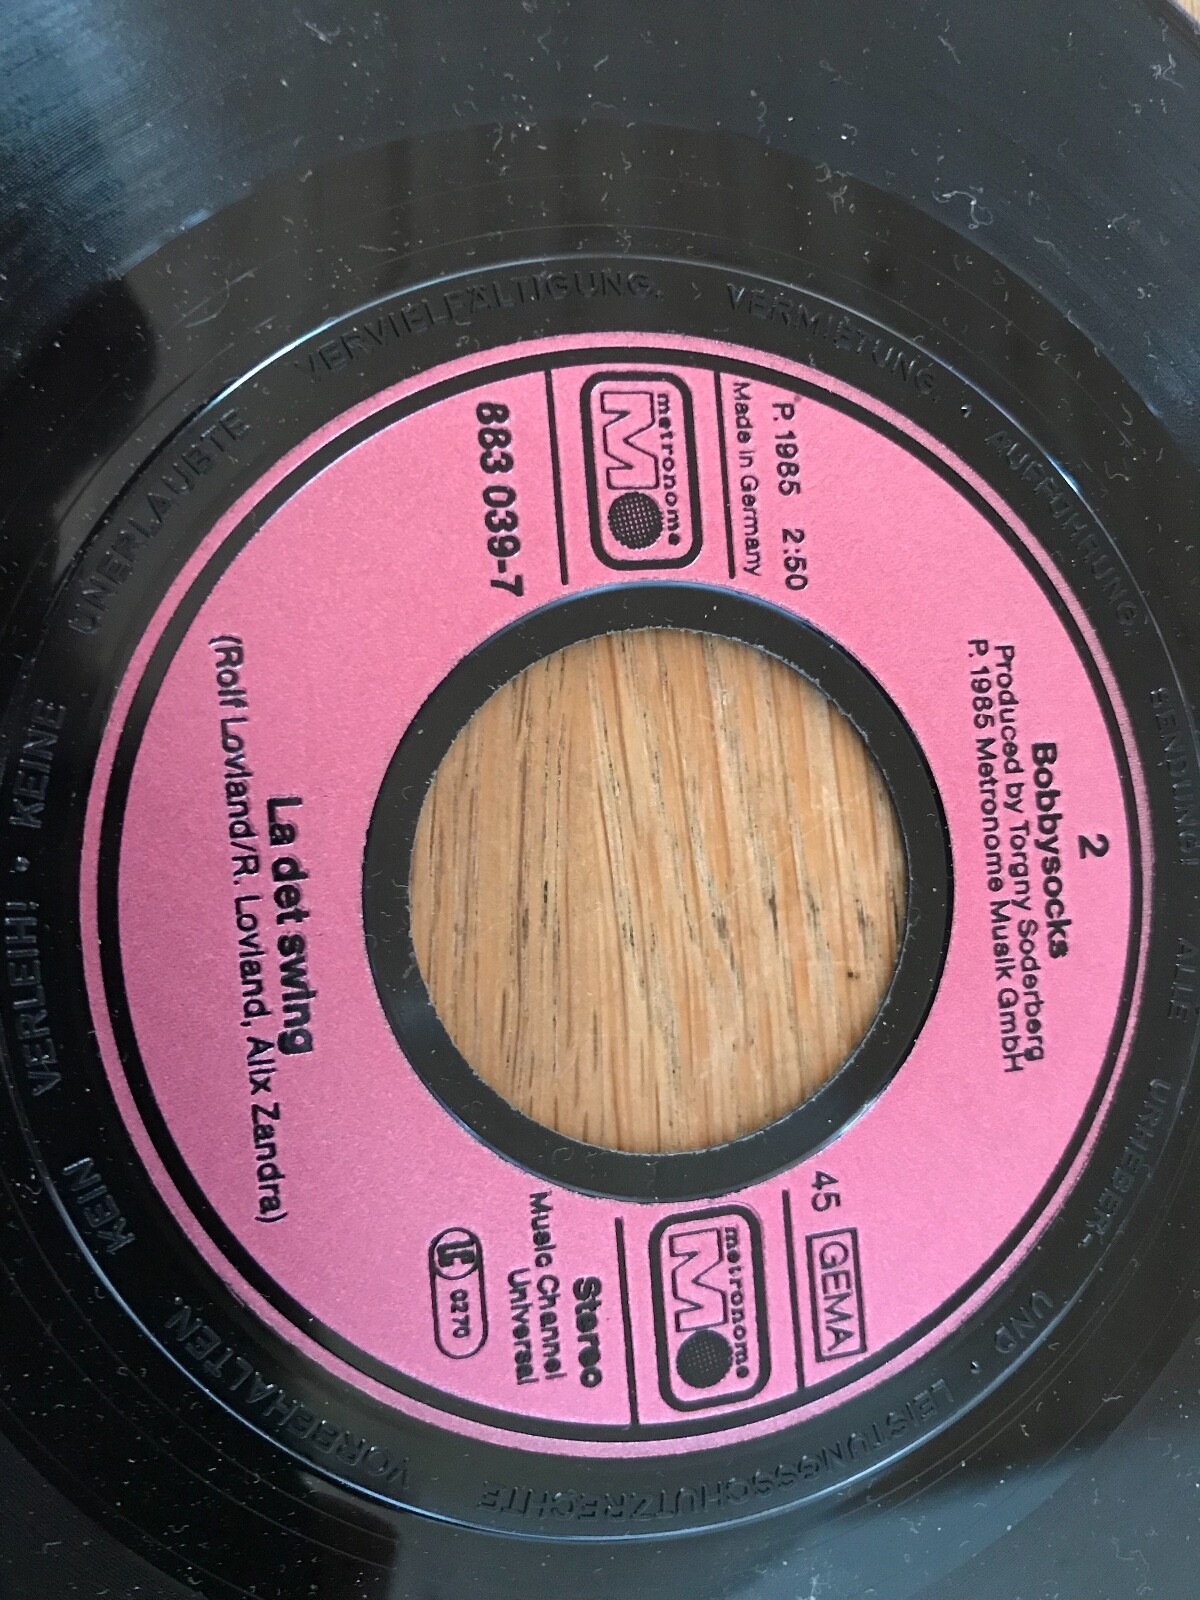 2
Bobbysocks
Produced by Torgny Soderberg
P. 1985 Metronome Musik GmbH
P. 1985 2:50
Made in Germany
metronome
M
883 039-7
45 GEMA
metronome
M
Stereo
Music Channel
Universal
LC 0270
La det swing
(Rolf Lovland/R. Lovland, Alix Zandra)
ALLE URHEBER- UND LEISTUNGSSCHUTZRECHTE VORBEHALTEN. KEIN VERLEIH! · KEINE UNERLAUBTE VERVIELFÄLTIGUNG, VERMIETUNG, AUFFÜHRUNG, SENDUNG!